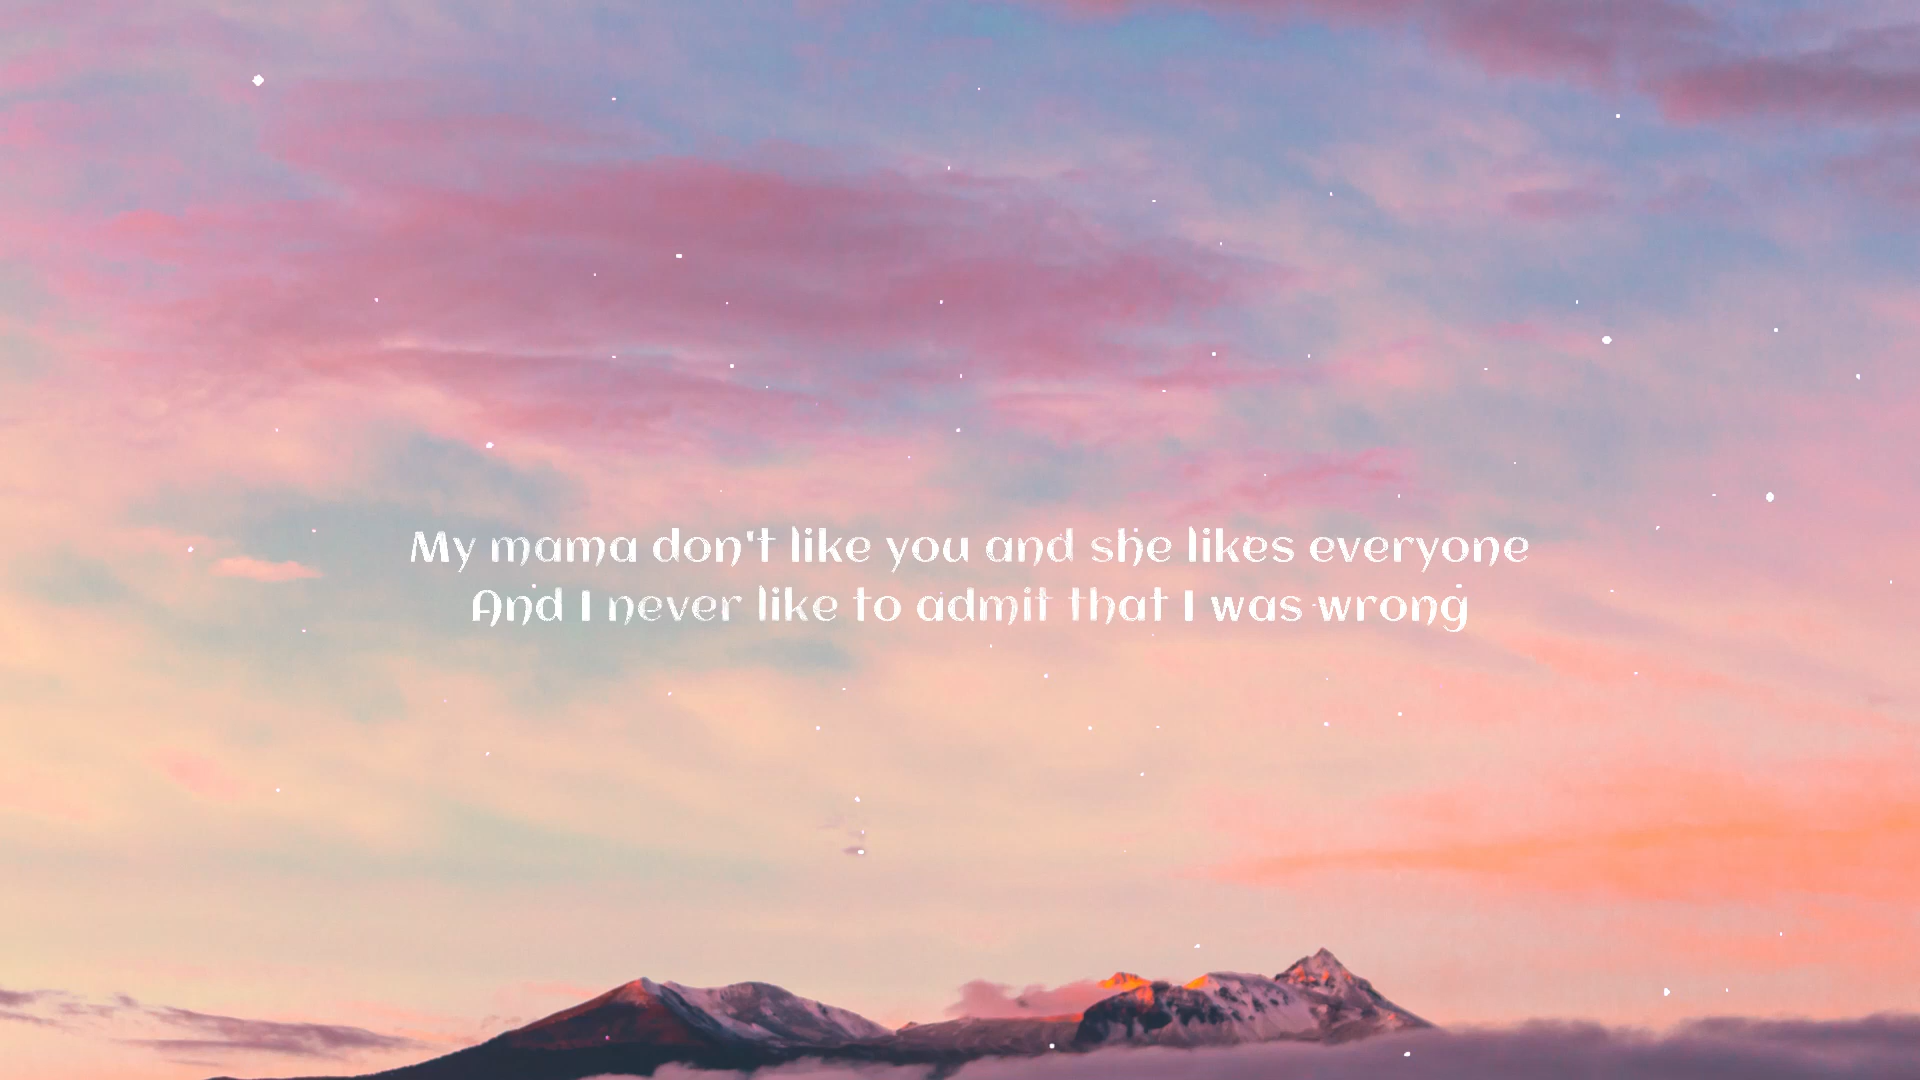 My mama don't like you and she likes everyone
And I never like to admit that I was wrong